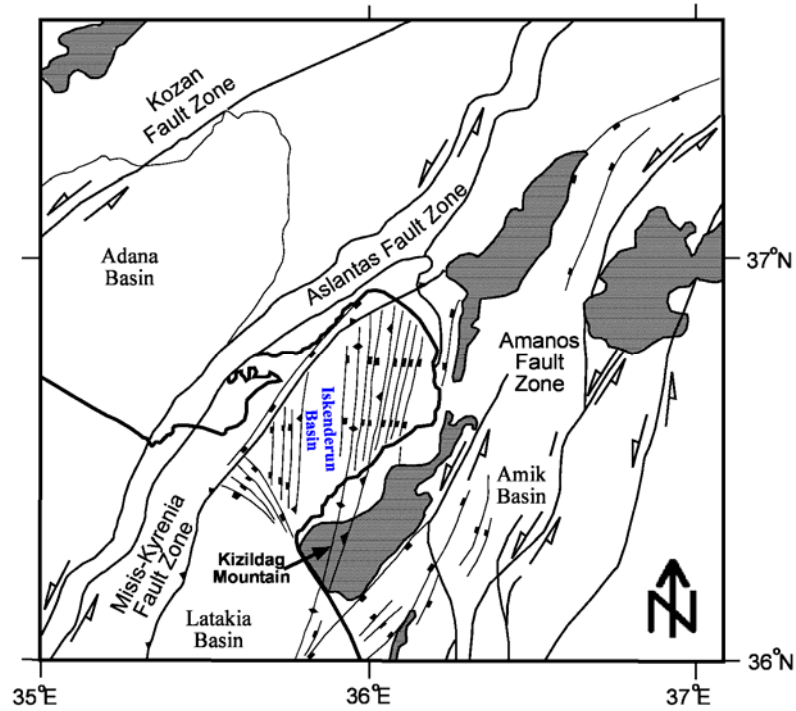 Kozan
Fault Zone
Adana
Basin
Aslantas Fault Zone
37°N
Amanos
Fault
Zone
Iskenderun
Basin
Amik
Basin
Misis-Kyrenia
Fault Zone
Kizildag
Mountain
Latakia
Basin
N
36°N
35°E
36°E
37°E